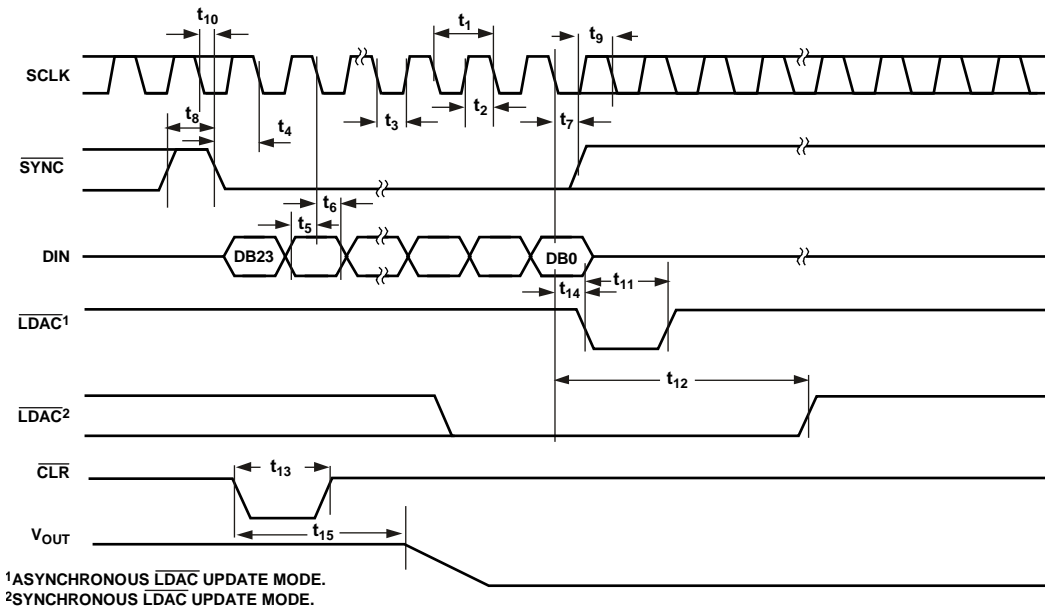 t10
t1
t9
SCLK
t8
t4
t3
t2
t7
SYNC
t6
t5
DIN
DB23
DB0
t11
t14
LDAC1
t12
LDAC2
CLR
t13
t15
VOUT
1ASYNCHRONOUS LDAC UPDATE MODE.
2SYNCHRONOUS LDAC UPDATE MODE.